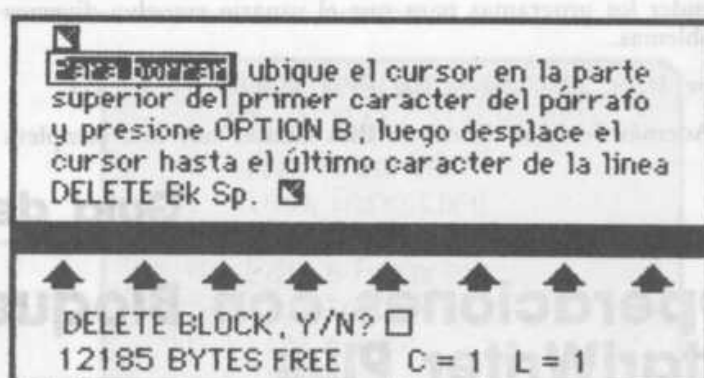 Para borrar ubique el cursor en la parte
superior del primer caracter del párrafo
y presione OPTION B, luego desplace el
cursor hasta el último caracter de la linea
DELETE Bk Sp.
DELETE BLOCK, Y/N?
12185 BYTES FREE C = 1 L = 1